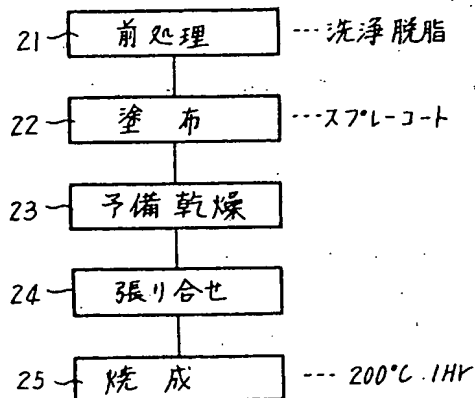 21 前処理 ---洗浄脱脂
22 塗布 ---スプレーコート
23 予備乾燥
24 張り合せ
25 焼成 --- 200°C.1Hr